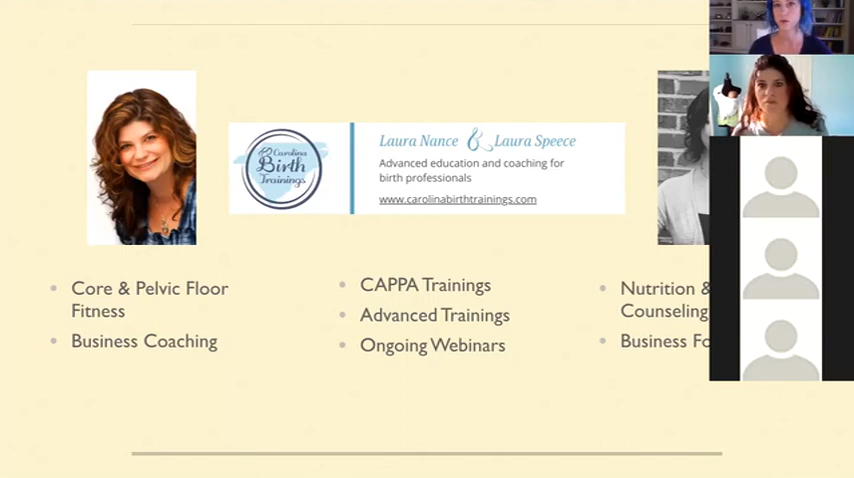 Carolina
Birth
Trainings
Laura Nance & Laura Speece
Advanced education and coaching for
birth professionals
www.carolinabirthtrainings.com
Core & Pelvic Floor
Fitness
Business Coaching
CAPPA Trainings
Advanced Trainings
Ongoing Webinars
Nutrition &
Counseling
Business